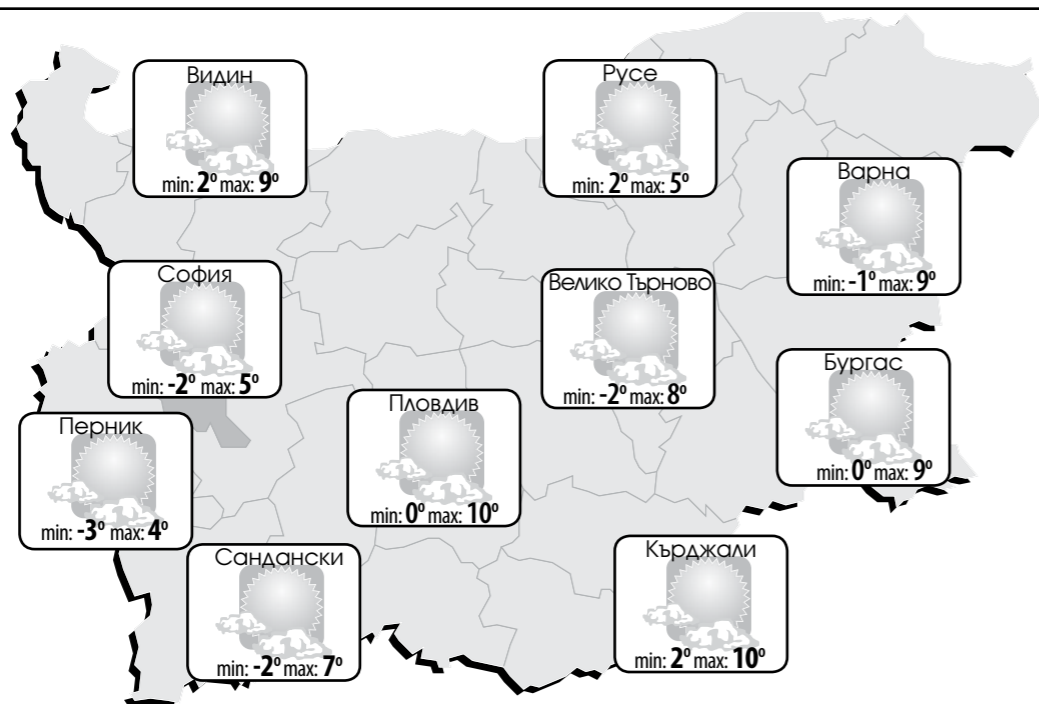 Видин
min: 2° max: 9°
Русе
min: 2° max: 5°
Варна
min: -1° max: 9°
София
min: -2° max: 5°
Велико Търново
min: -2° max: 8°
Бургас
min: 0° max: 9°
Пловдив
min: 0° max: 10°
Перник
min: -3° max: 4°
Сандански
min: -2° max: 7°
Кърджали
min: 2° max: 10°